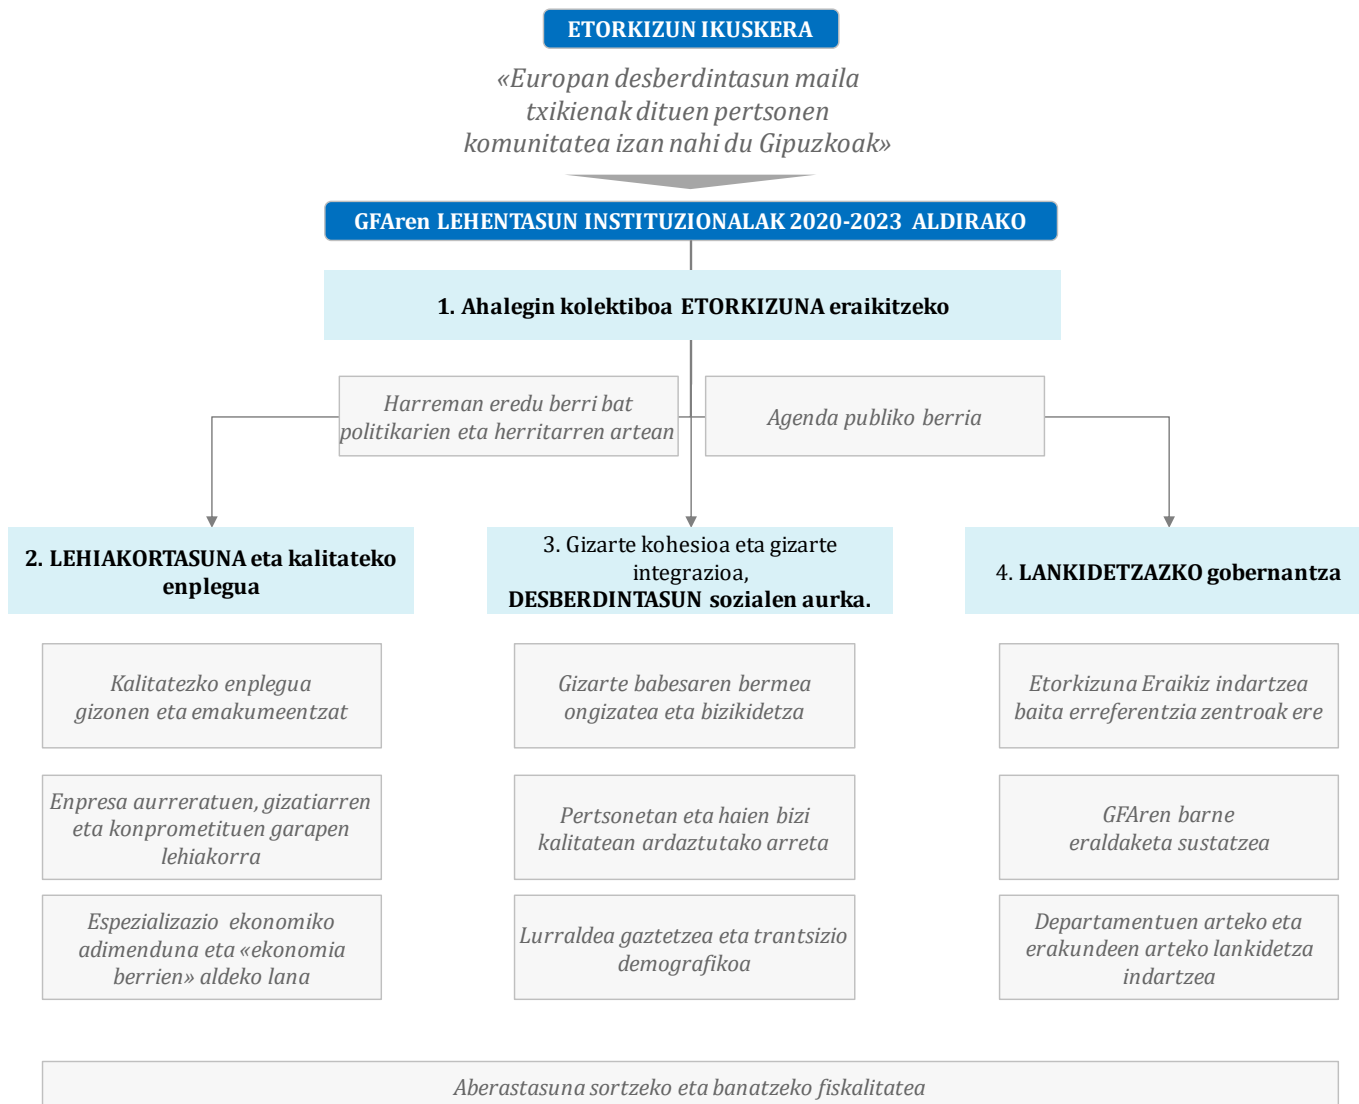 ETORKIZUN IKUSKERA
«Europan desberdintasun maila
txikienak dituen pertsonen
komunitatea izan nahi du Gipuzkoak»
GFAren LEHENTASUN INSTITUZIONALAK 2020-2023 ALDIRAKO
1. Ahalegin kolektiboa ETORKIZUNA eraikitzeko
Harreman eredu berri bat
politikarien eta herritarren artean
Agenda publiko berria
2. LEHIAKORTASUNA eta kalitateko
enplegua
3. Gizarte kohesioa eta gizarte
integrazioa,
DESBERDINTASUN sozialen aurka.
4. LANKIDETZAZKO gobernantza
Kalitatezko enplegua
gizonen eta emakumeentzat
Gizarte babesaren bermea
ongizatea eta bizikidetza
Etorkizuna Eraikiz indartzea
baita erreferentzia zentroak ere
Enpresa aurreratuen, gizatiarren
eta konprometituen garapen
lehiakorra
Pertsonetan eta haien bizi
kalitatean ardaztutako arreta
GFAren barne
eraldaketa sustatzea
Espezializazio ekonomiko
adimenduna eta «ekonomia
berrien» aldeko lana
Lurraldea gaztetzea eta trantsizio
demografikoa
Departamentuen arteko eta
erakundeen arteko lankidetza
indartzea
Aberastasuna sortzeko eta banatzeko fiskalitatea